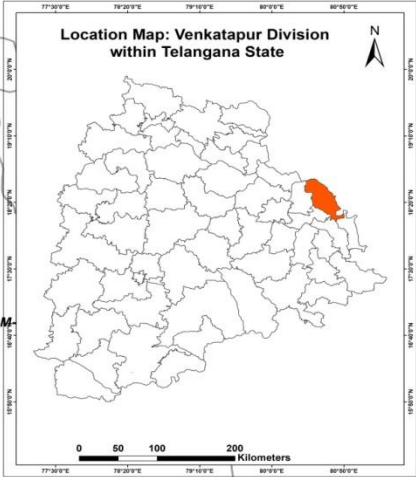 Location Map: Venkatapur Division
within Telangana State
N
77°30'0"E 78°20'0"E 79°10'0"E 80°0'0"E 80°50'0"E
M-
0 50 100 200
Kilometers
77°30'0"E 78°20'0"E 79°10'0"E 80°0'0"E 80°50'0"E